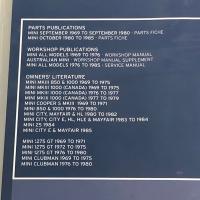 PARTS PUBLICATIONS
MINI SEPTEMBER 1969 TO SEPTEMBER 1980 - PARTS FICHE
MINI OCTOBER 1980 TO 1985 - PARTS FICHE
WORKSHOP PUBLICATIONS
MINI ALL MODELS 1969 TO 1976 - WORKSHOP MANUAL
AUSTRALIAN MINI - WORKSHOP MANUAL SUPPLEMENT
MINI ALL MODELS 1976 TO 1985 - SERVICE MANUAL
OWNERS' LITERATURE
MINI MKIII 850 & 1000 1969 TO 1975
MINI MKIII 1000 (CANADA) 1969 TO 1975
MINI MKIII 1000 (CANADA) 1976 TO 1977
MINI MKIII 1000 (CANADA) 1977 TO 1979
MINI COOPER S MKIII 1969 TO 1971
MINI 850 & 1000 1976 TO 1980
MINI CITY, MAYFAIR & HL 1980 TO 1982
MINI CITY, CITY E, HL, HLE & MAYFAIR 1983 TO 1984
MINI 25 1984
MINI CITY E & MAYFAIR 1985
MINI 1275 GT 1969 TO 1971
MINI 1275 GT 1972 TO 1975
MINI 1275 GT 1976 TO 1980
MINI CLUBMAN 1969 TO 1975
MINI CLUBMAN 1976 TO 1980